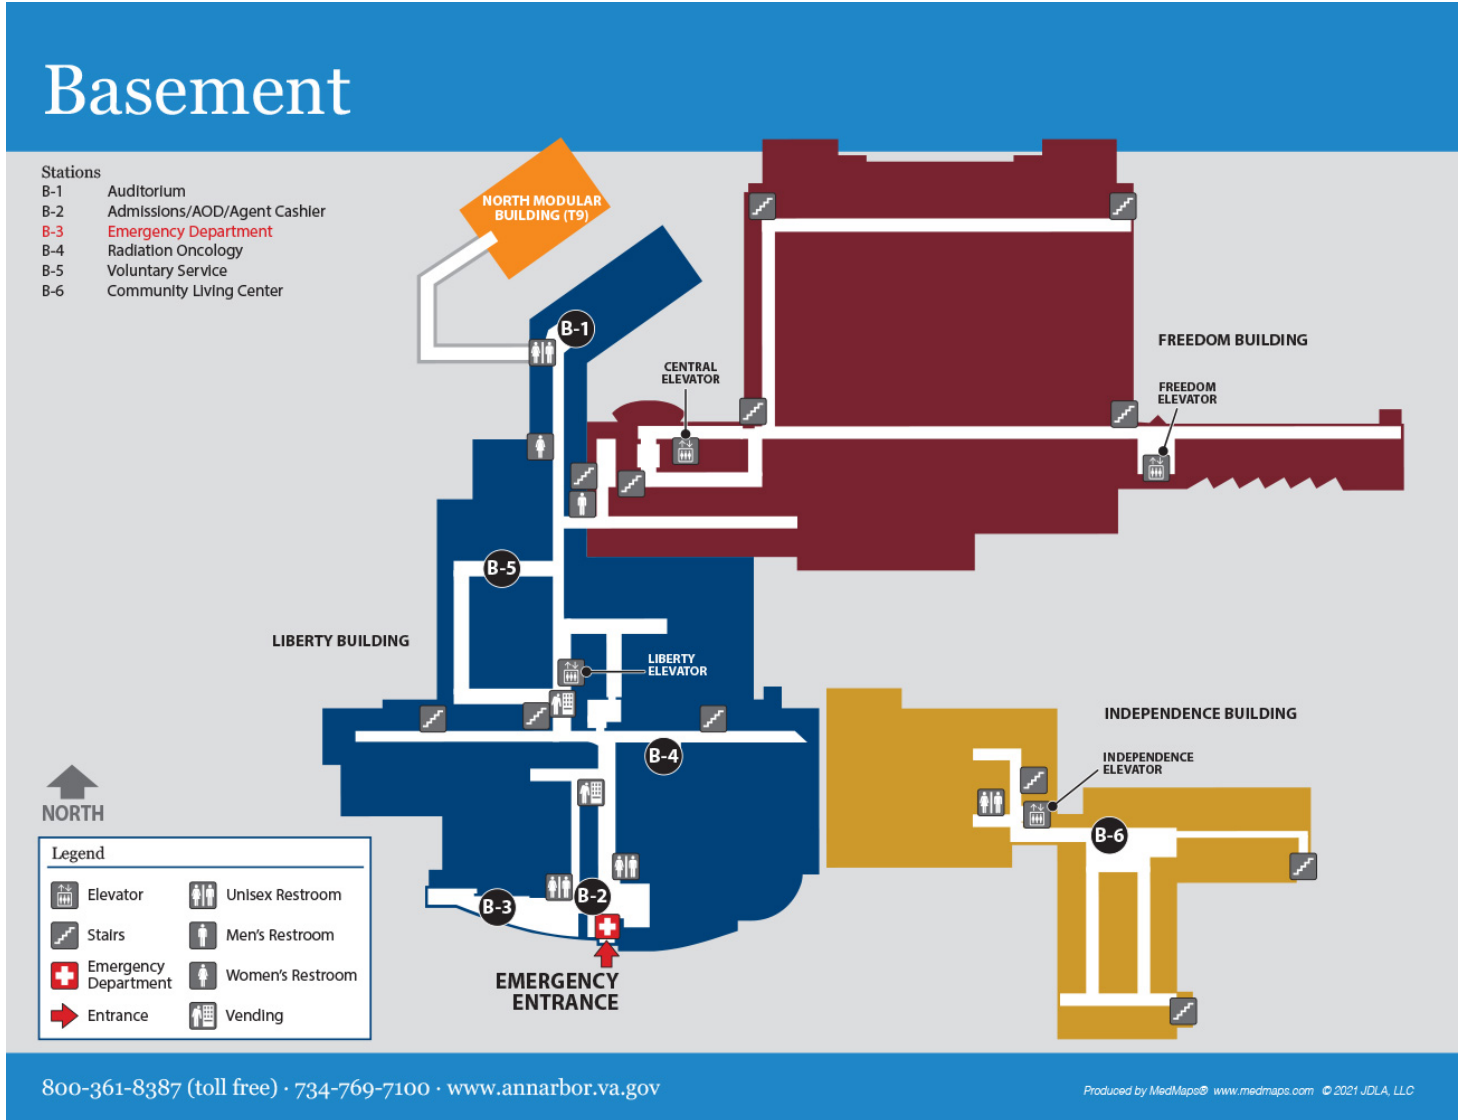 Basement
Stations
B-1 Auditorium
B-2 Admissions/AOD/Agent Cashier
B-3 Emergency Department
B-4 Radiation Oncology
B-5 Voluntary Service
B-6 Community Living Center
NORTH MODULAR
BUILDING (T9)
B-1
FREEDOM BUILDING
CENTRAL
ELEVATOR
FREEDOM
ELEVATOR
B-5
LIBERTY BUILDING
LIBERTY
ELEVATOR
INDEPENDENCE BUILDING
B-4
INDEPENDENCE
ELEVATOR
NORTH
B-6
B-2
B-3
EMERGENCY
ENTRANCE
Legend
Elevator
Unisex Restroom
Stairs
Men's Restroom
Emergency
Department
Women's Restroom
Entrance
Vending
800-361-8387 (toll free) · 734-769-7100 · www.annarbor.va.gov
Produced by MedMaps® www.medmaps.com © 2021 JDLA, LLC